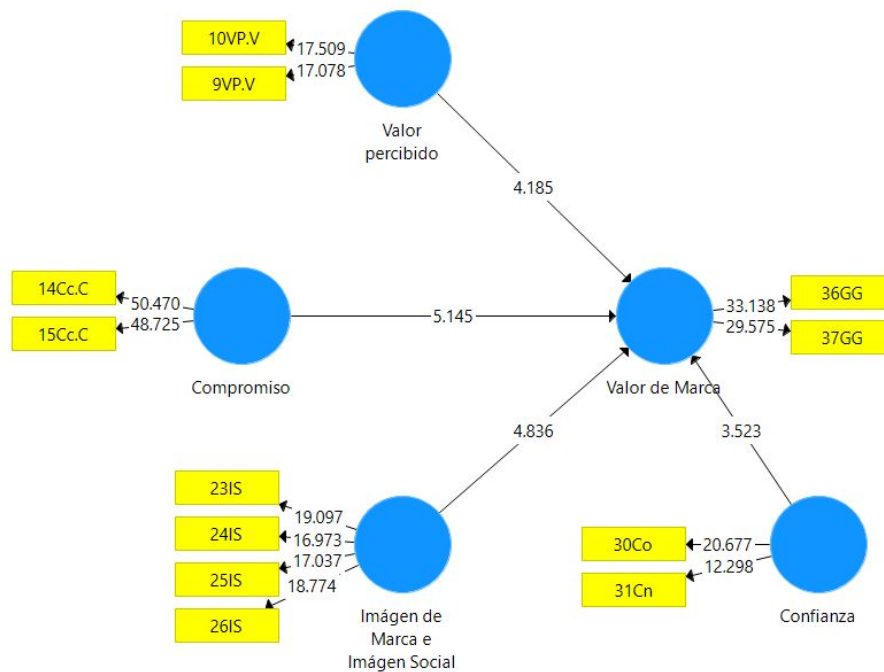 10VP.V
17.509
17.078
9VP.V
Valor
percibido
4.185
14Cc.C
50.470
48.725
15Cc.C
Compromiso
5.145
33.138
36GG
29.575
37GG
Valor de Marca
4.836
3.523
23IS
19.097
24IS
16.973
17.037
25IS
18.774
26IS
Imágen de
Marca e
Imágen Social
30Co
20.677
12.298
31Cn
Confianza